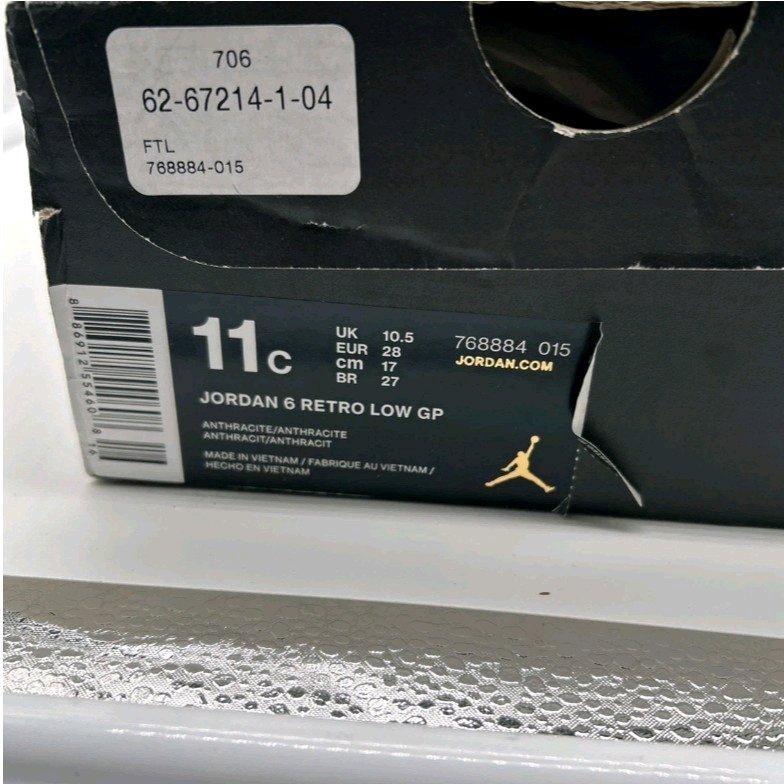 706
62-67214-1-04
FTL
768884-015
11c
UK 10.5
EUR 28
cm 17
BR 27
768884 015
JORDAN.COM
JORDAN 6 RETRO LOW GP
ANTHRACITE/ANTHRACITE
ANTHRACIT/ANTHRACIT
MADE IN VIETNAM / FABRIQUE AU VIETNAM /
HECHO EN VIETNAM